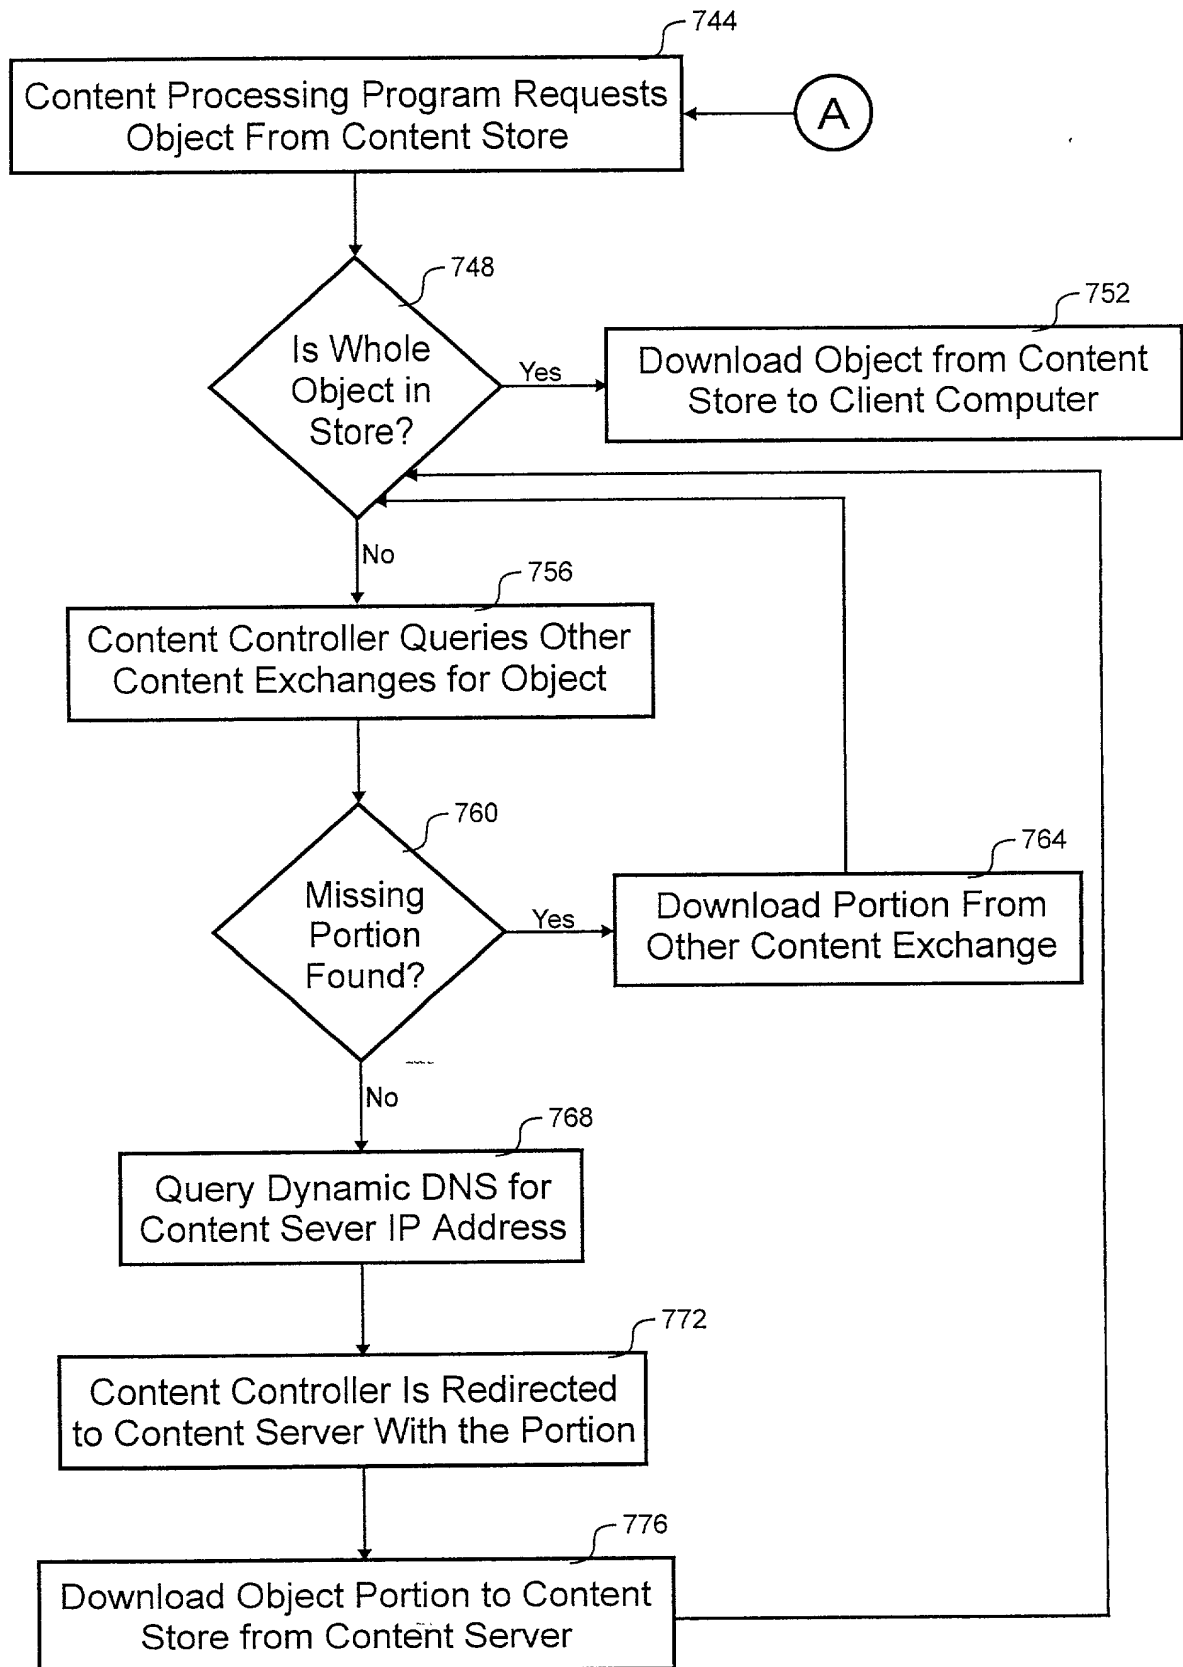 744
Content Processing Program Requests
Object From Content Store
A
748
Is Whole
Object in
Store?
Yes
752
Download Object from Content
Store to Client Computer
No
756
Content Controller Queries Other
Content Exchanges for Object
760
Missing
Portion
Found?
Yes
764
Download Portion From
Other Content Exchange
No
768
Query Dynamic DNS for
Content Sever IP Address
772
Content Controller Is Redirected
to Content Server With the Portion
776
Download Object Portion to Content
Store from Content Server